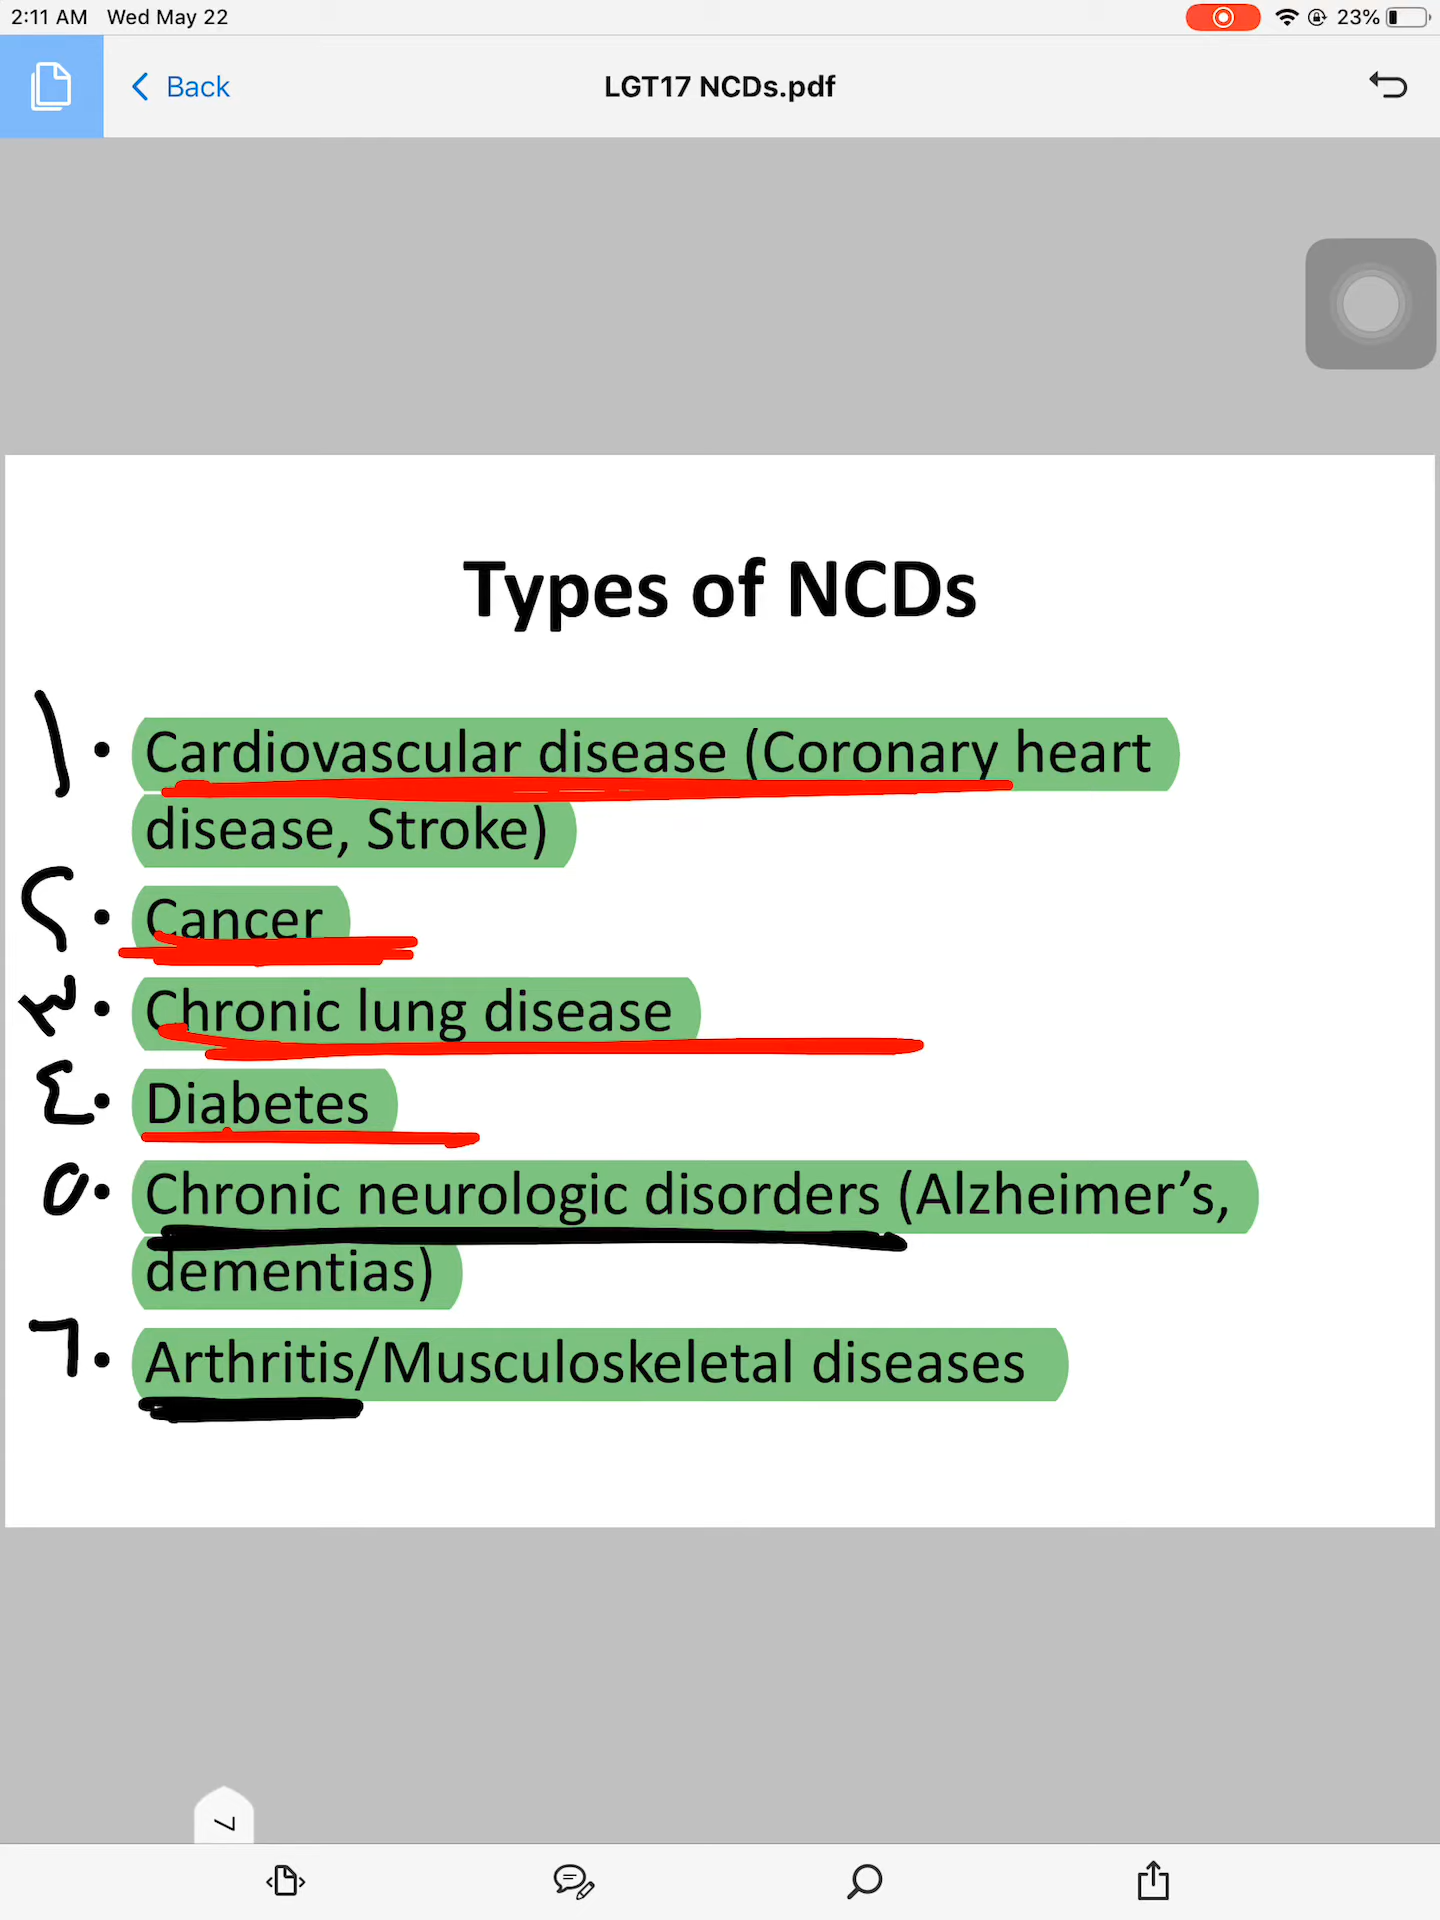 2:11 AM Wed May 22
23%
Back
LGT17 NCDs.pdf
Types of NCDs
١ • Cardiovascular disease (Coronary heart
disease, Stroke)
٢ • Cancer
٣ • Chronic lung disease
٤ • Diabetes
٥ • Chronic neurologic disorders (Alzheimer’s,
dementias)
٦ • Arthritis/Musculoskeletal diseases
7